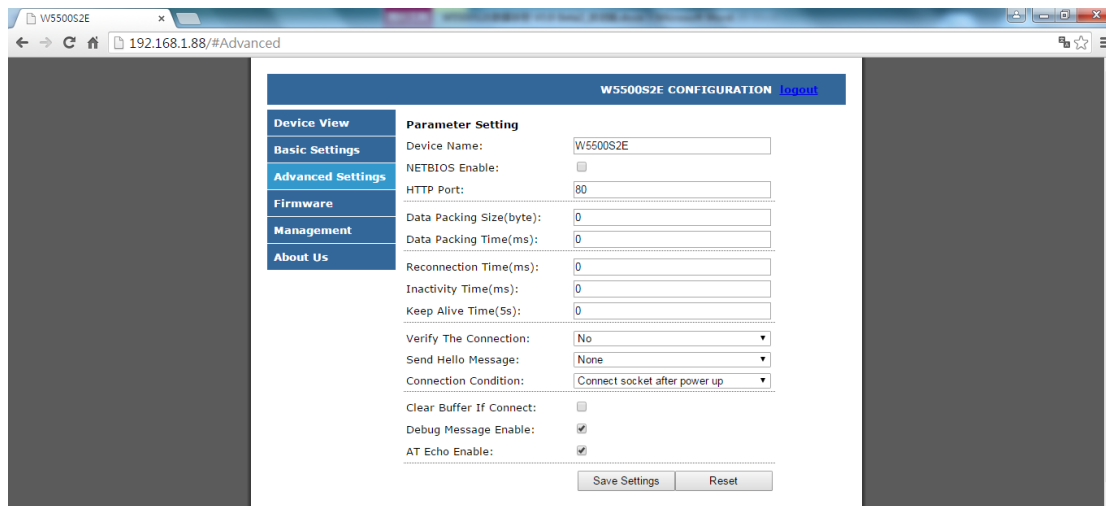 W5500S2E
192.168.1.88/#Advanced
W5500S2E CONFIGURATION logout
Device View
Basic Settings
Advanced Settings
Firmware
Management
About Us
Parameter Setting
Device Name: W5500S2E
NETBIOS Enable:
HTTP Port: 80
Data Packing Size(byte): 0
Data Packing Time(ms): 0
Reconnection Time(ms): 0
Inactivity Time(ms): 0
Keep Alive Time(5s): 0
Verify The Connection: No
Send Hello Message: None
Connection Condition: Connect socket after power up
Clear Buffer If Connect:
Debug Message Enable:
AT Echo Enable:
Save Settings Reset